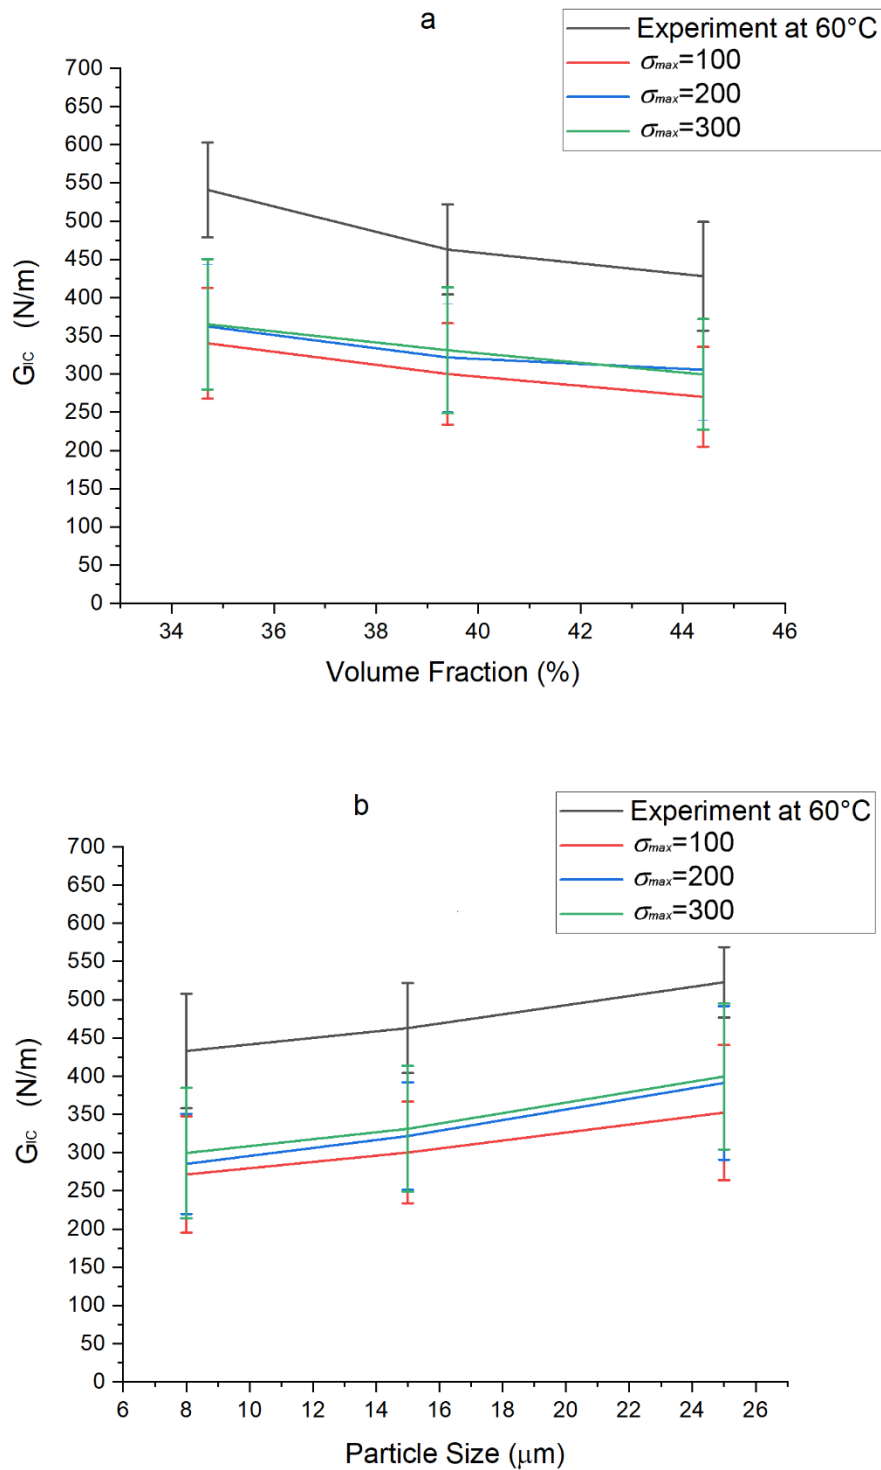 a
Experiment at 60°C
σmax=100
σmax=200
σmax=300
700
650
600
550
500
450
400
350
300
250
200
150
100
50
0
GIC (N/m)
34 36 38 40 42 44 46
Volume Fraction (%)
b
Experiment at 60°C
σmax=100
σmax=200
σmax=300
700
650
600
550
500
450
400
350
300
250
200
150
100
50
0
GIC (N/m)
6 8 10 12 14 16 18 20 22 24 26
Particle Size (μm)